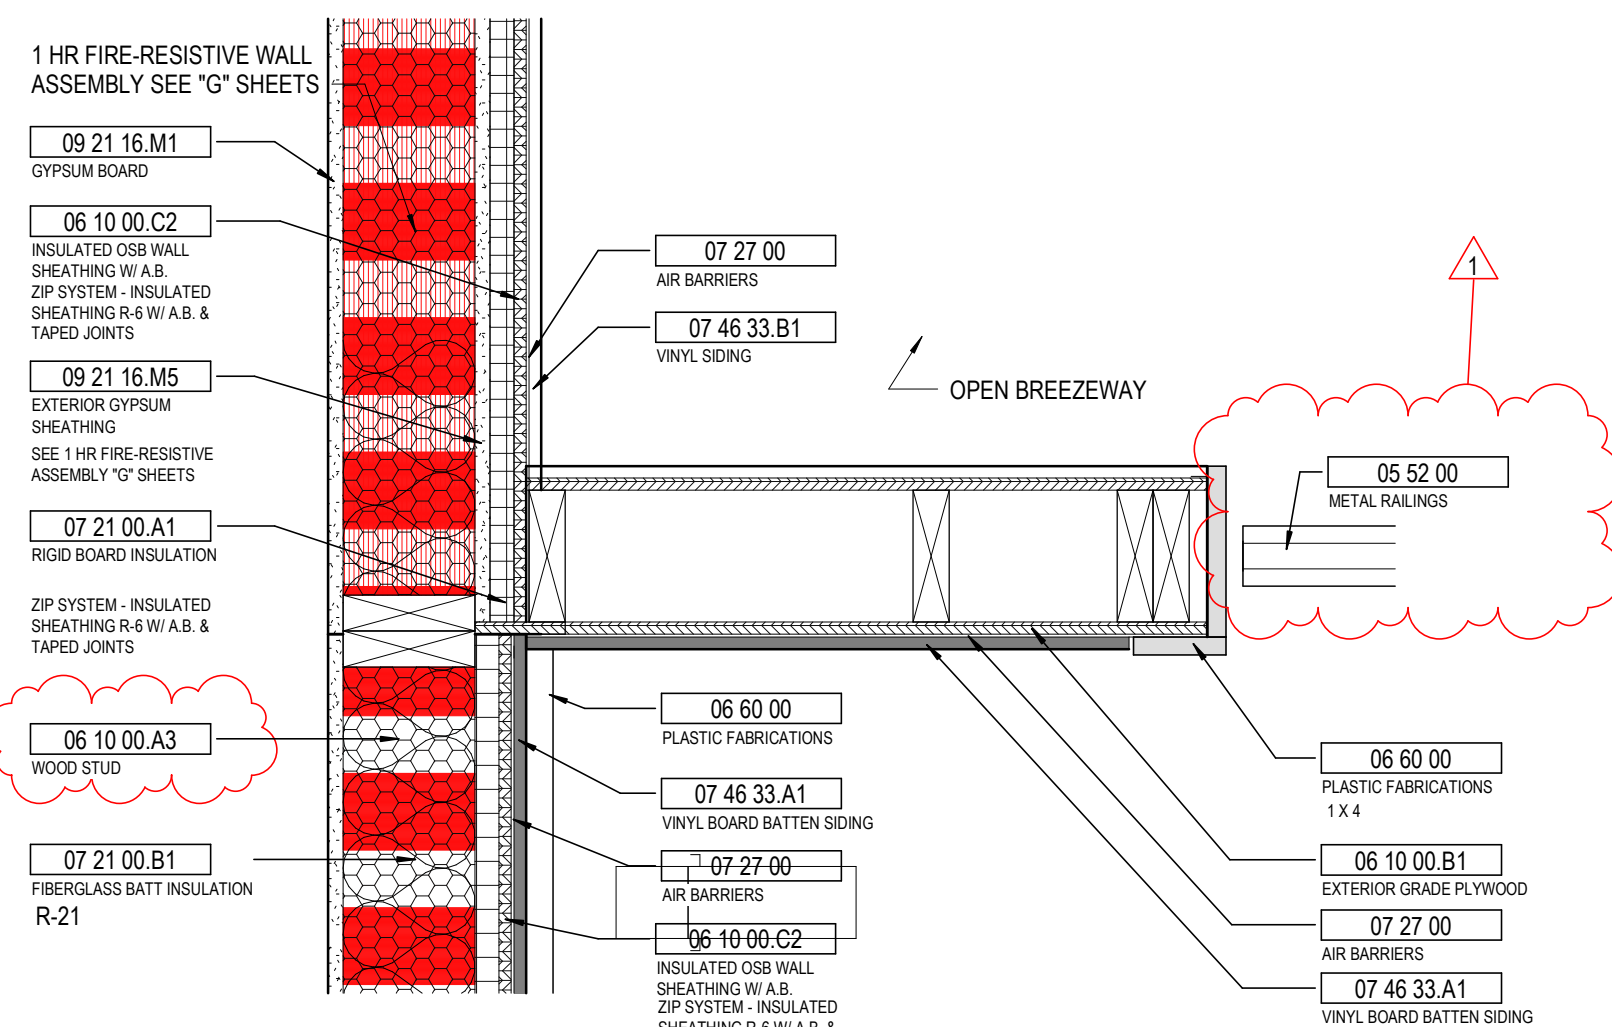 1 HR FIRE-RESISTIVE WALL
ASSEMBLY SEE "G" SHEETS
09 21 16.M1
GYPSUM BOARD
06 10 00.C2
INSULATED OSB WALL
SHEATHING W/ A.B.
ZIP SYSTEM - INSULATED
SHEATHING R-6 W/ A.B. &
TAPED JOINTS
09 21 16.M5
EXTERIOR GYPSUM
SHEATHING
SEE 1 HR FIRE-RESISTIVE
ASSEMBLY "G" SHEETS
07 21 00.A1
RIGID BOARD INSULATION
ZIP SYSTEM - INSULATED
SHEATHING R-6 W/ A.B. &
TAPED JOINTS
06 10 00.A3
WOOD STUD
07 21 00.B1
FIBERGLASS BATT INSULATION
R-21
07 27 00
AIR BARRIERS
07 46 33.B1
VINYL SIDING
OPEN BREEZEWAY
1
05 52 00
METAL RAILINGS
06 60 00
PLASTIC FABRICATIONS
07 46 33.A1
VINYL BOARD BATTEN SIDING
07 27 00
AIR BARRIERS
06 10 00.C2
INSULATED OSB WALL
SHEATHING W/ A.B.
ZIP SYSTEM - INSULATED
SHEATHING R-6 W/ A.B. &
06 60 00
PLASTIC FABRICATIONS
1 X 4
06 10 00.B1
EXTERIOR GRADE PLYWOOD
07 27 00
AIR BARRIERS
07 46 33.A1
VINYL BOARD BATTEN SIDING